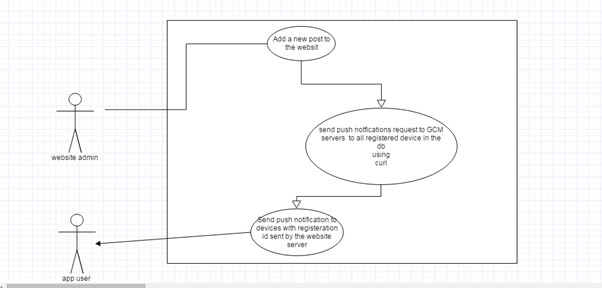 Add a new post to
the websit
send push notfications request to GCM
servers to all registered device in the
db
using
curl
website admin
Send push notification to
devices with registeration
id sent by the website
server
app user